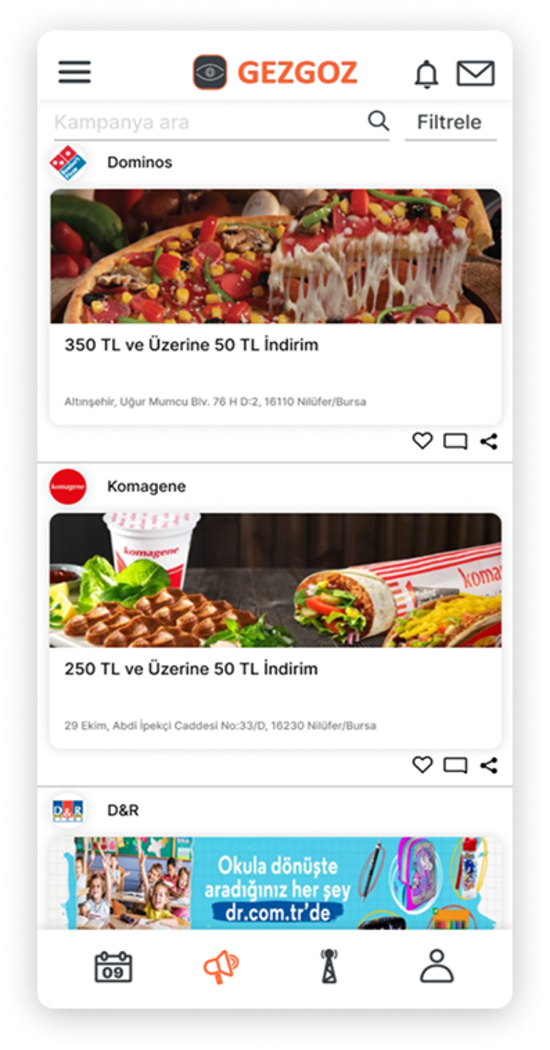 GEZGOZ
Kampanya ara
Filtrele
Dominos
350 TL ve Üzerine 50 TL İndirim
Altınşehir, Uğur Mumcu Blv. 76 H D:2, 16110 Nilüfer/Bursa
komagene
Komagene
komagene
koma
250 TL ve Üzerine 50 TL İndirim
29 Ekim, Abdi İpekçi Caddesi No:33/D, 16230 Nilüfer/Bursa
D&R
D&R
Okula dönüşte
aradığınız her şey
dr.com.tr'de
09